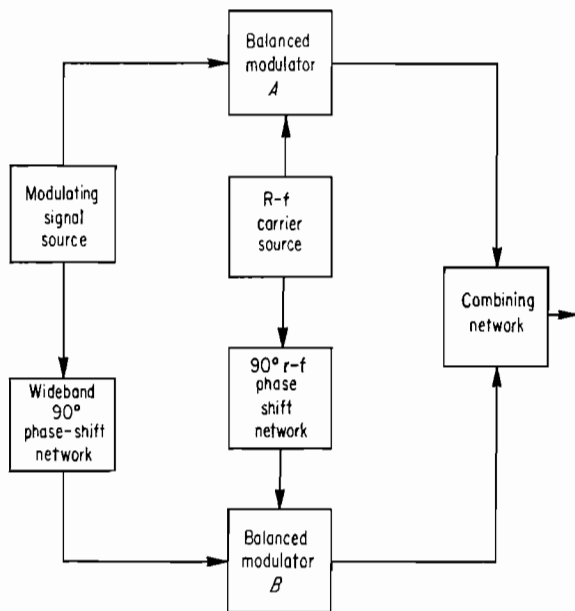 Balanced
modulator
A
Modulating
signal
source
R-f
carrier
source
Combining
network
Wideband
90°
phase-shift
network
90° r-f
phase
shift
network
Balanced
modulator
B